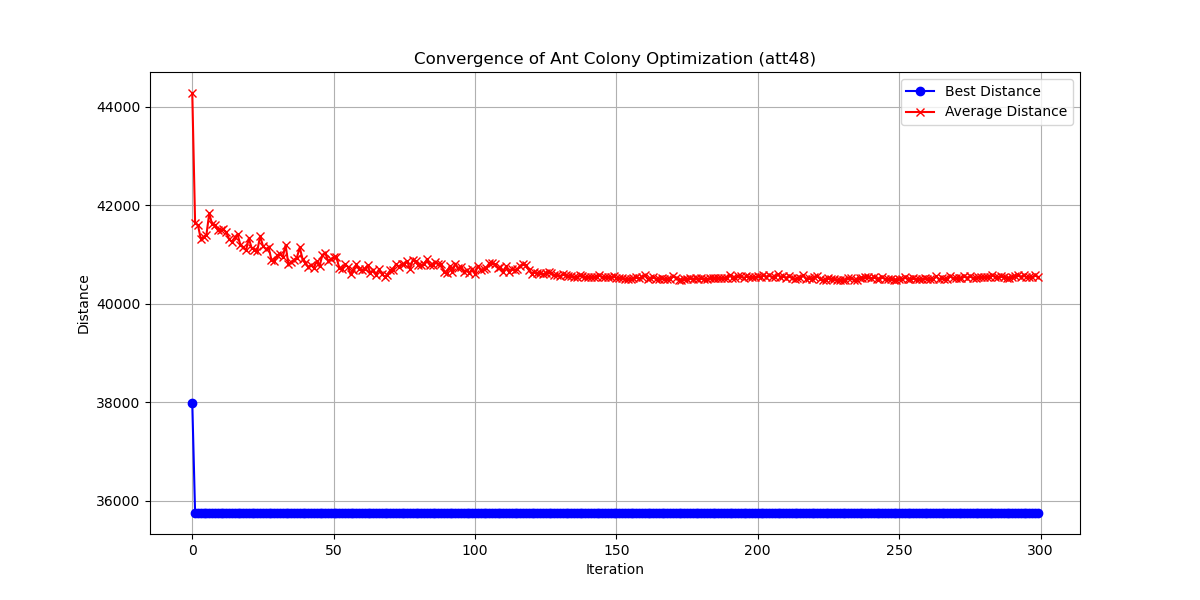 Convergence of Ant Colony Optimization (att48)
Best Distance
Average Distance
Distance
44000
42000
40000
38000
36000
0 50 100 150 200 250 300
Iteration